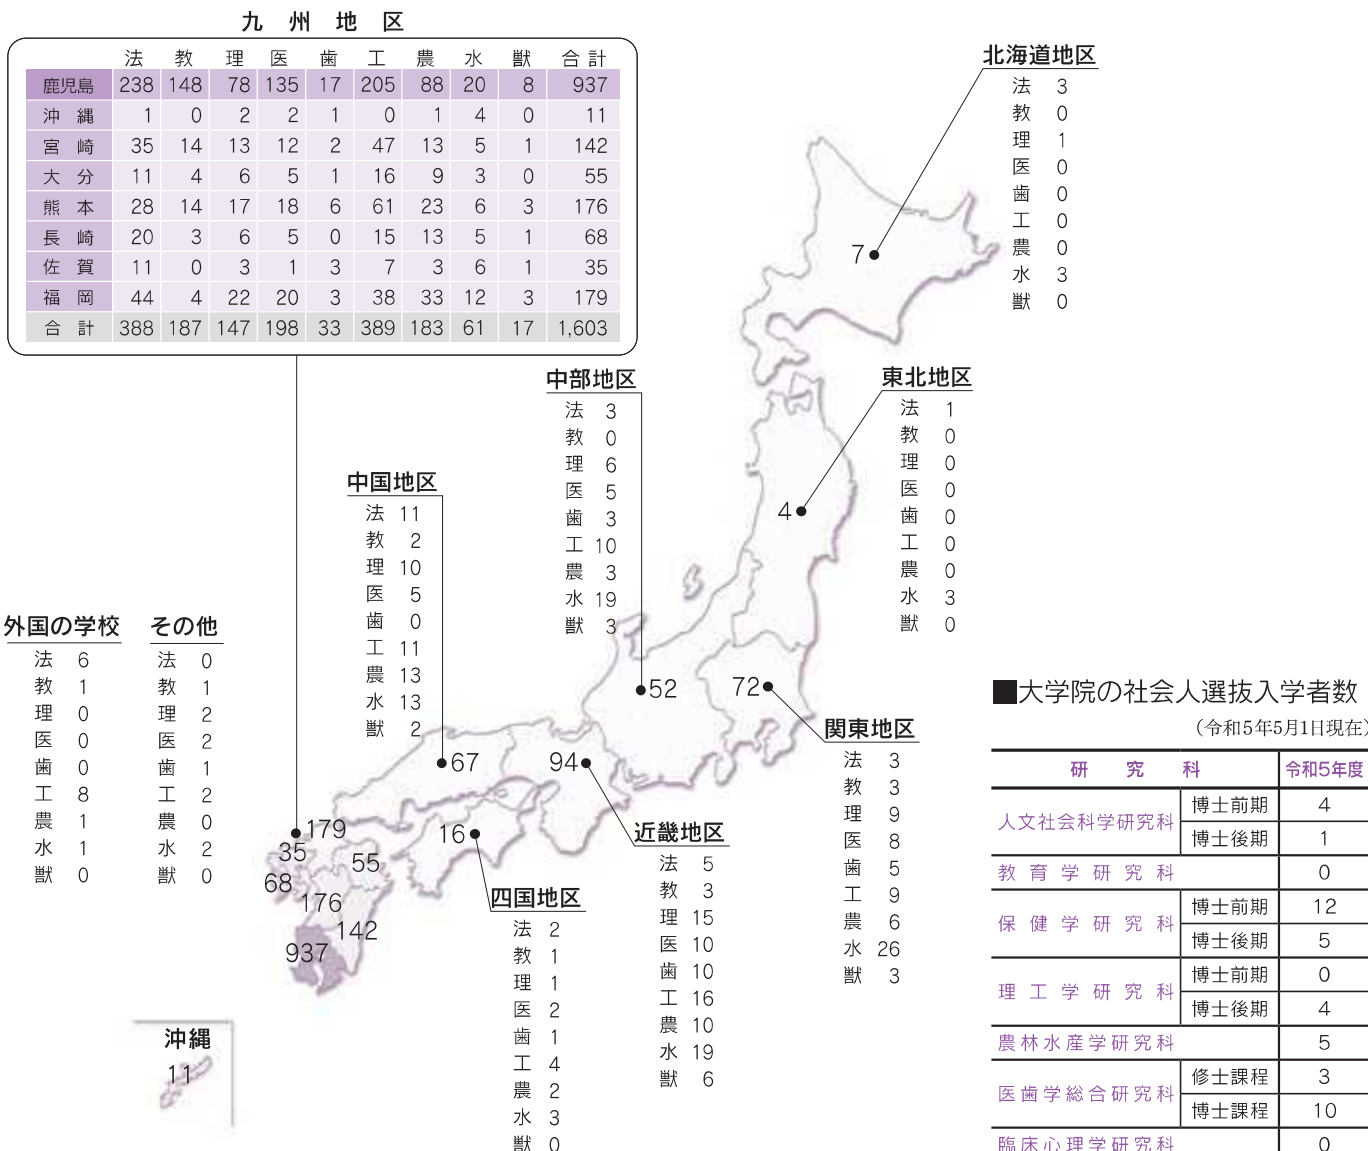 九州地区
法 教 理 医 歯 工 農 水 獣 合計
鹿児島 238 148 78 135 17 205 88 20 8 937
沖縄 1 0 2 2 1 0 1 4 0 11
宮崎 35 14 13 12 2 47 13 5 1 142
大分 11 4 6 5 1 16 9 3 0 55
熊本 28 14 17 18 6 61 23 6 3 176
長崎 20 3 6 5 0 15 13 5 1 68
佐賀 11 0 3 1 3 7 3 6 1 35
福岡 44 4 22 20 3 38 33 12 3 179
合計 388 187 147 198 33 389 183 61 17 1,603
北海道地区
法 3
教 0
理 1
医 0
歯 0
工 0
農 0
水 3
獣 0
7
東北地区
法 1
教 0
理 0
医 0
歯 0
工 0
農 0
水 3
獣 0
4
中部地区
法 3
教 0
理 6
医 5
歯 3
工 10
農 3
水 19
獣 3
52
中国地区
法 11
教 2
理 10
医 5
歯 0
工 11
農 13
水 13
獣 2
67
外国の学校
法 6
教 1
理 0
医 0
歯 0
工 8
農 1
水 1
獣 0
その他
法 0
教 1
理 2
医 2
歯 1
工 2
農 0
水 2
獣 0
72
関東地区
法 3
教 3
理 9
医 8
歯 5
工 9
農 6
水 26
獣 3
94
近畿地区
法 5
教 3
理 15
医 10
歯 10
工 16
農 10
水 19
獣 6
16
四国地区
法 2
教 1
理 1
医 2
歯 1
工 4
農 2
水 3
獣 0
179
35
55
68
176
142
937
沖縄
11
■大学院の社会人選抜入学者数
(令和5年5月1日現在)
研究科 令和5年度
人文社会科学研究科 博士前期 4
博士後期 1
教育学研究科 0
保健学研究科 博士前期 12
博士後期 5
理工学研究科 博士前期 0
博士後期 4
農林水産学研究科 5
医歯学総合研究科 修士課程 3
博士課程 10
臨床心理学研究科 0